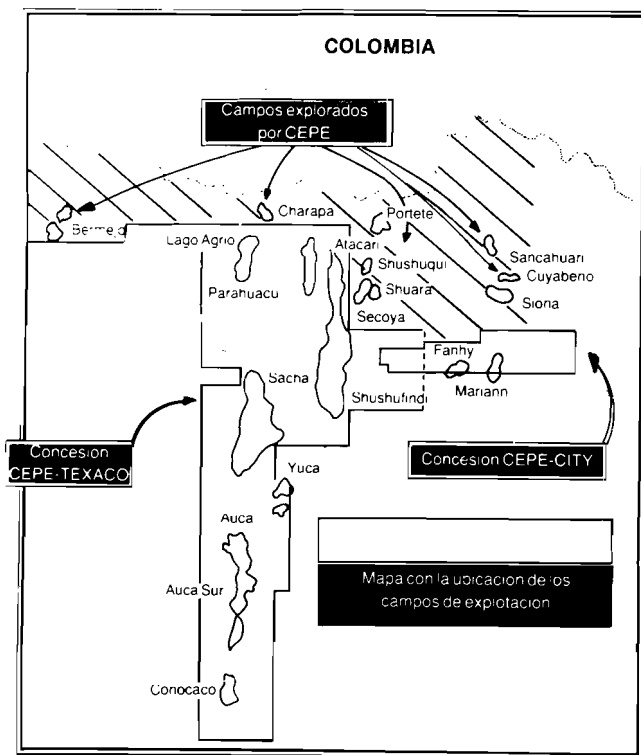 COLOMBIA
Campos explorados
por CEPE
Bermeja
Charapa
Portete
Lago Agrio
Atacari
Sancahuari
Shushuqui
Cuyabeno
Parahuacu
Shuara
Siona
Secoya
Fanhy
Sacha
Mariann
Shushufindi
Concesion
CEPE-TEXACO
Concesion CEPE-CITY
Yuca
Auca
Mapa con la ubicacion de los
campos de explotacion
Auca Sur
Conocaco